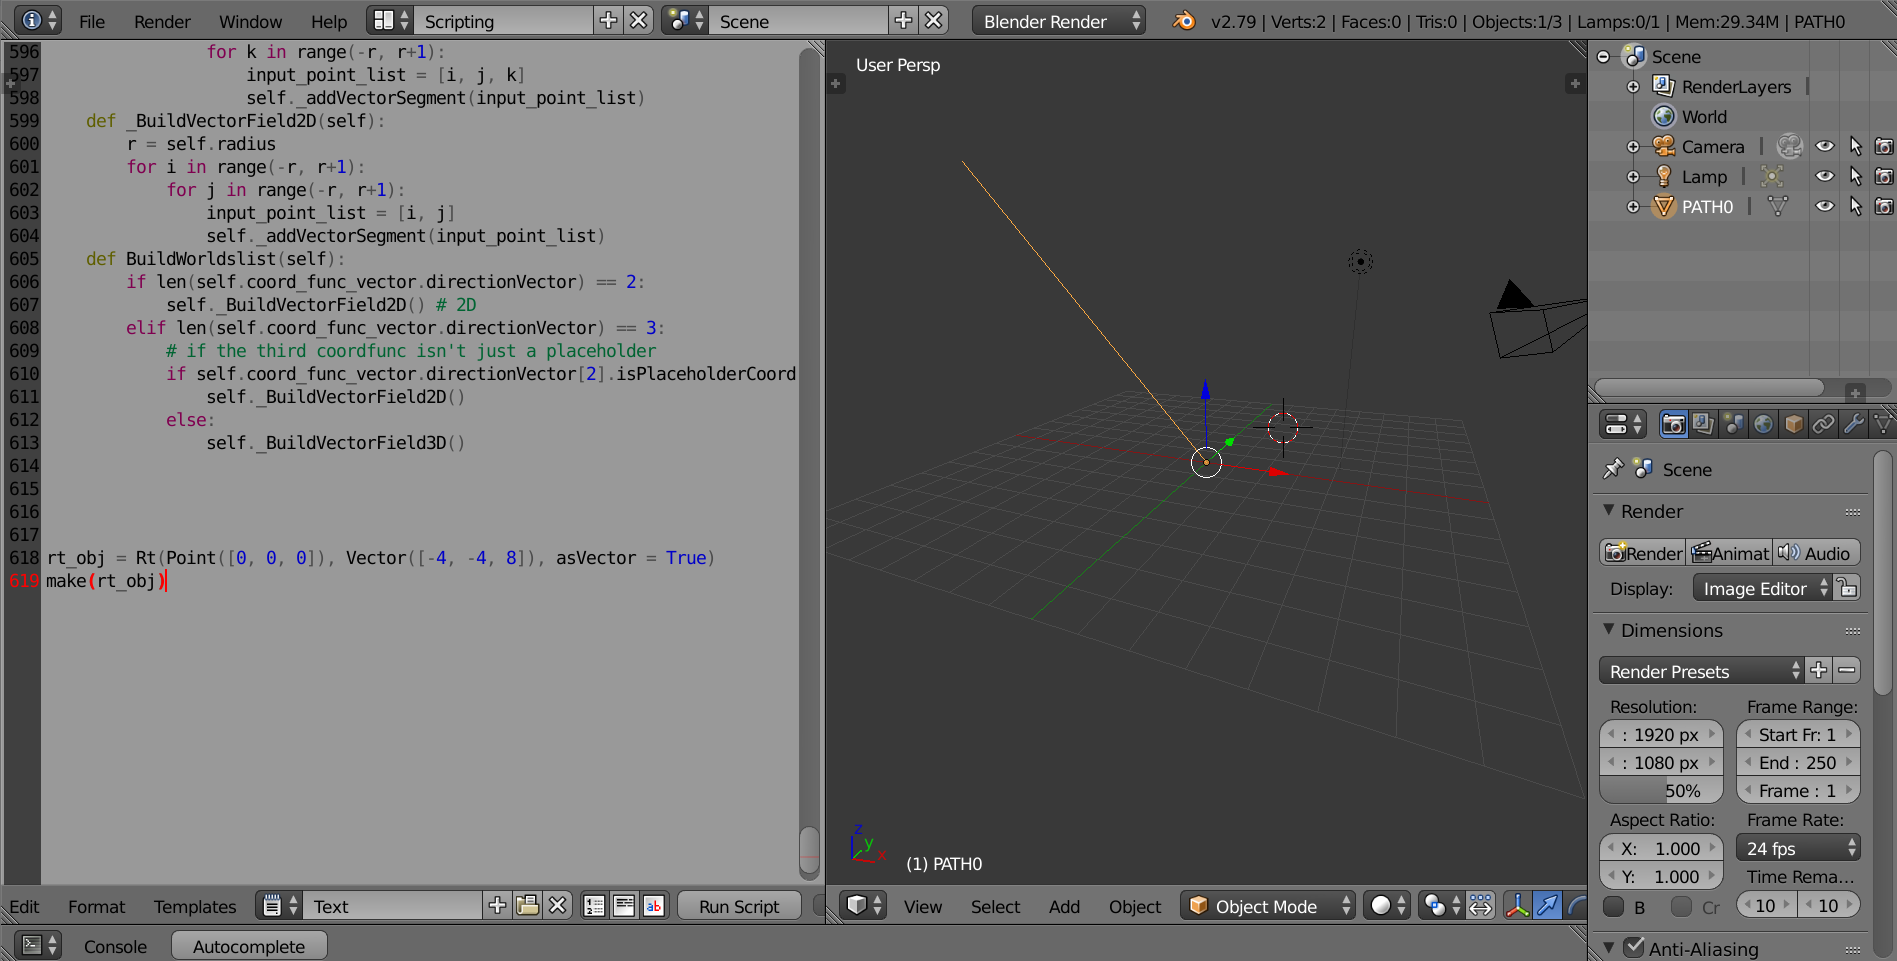 File Render Window Help Scripting Scene Blender Render v2.79 | Verts:2 | Faces:0 | Tris:0 | Objects:1/3 | Lamps:0/1 | Mem:29.34M | PATH0
596 for k in range(-r, r+1):
597 input_point_list = [i, j, k]
598 self._addVectorSegment(input_point_list)
599 def _BuildVectorField2D(self):
600 r = self.radius
601 for i in range(-r, r+1):
602 for j in range(-r, r+1):
603 input_point_list = [i, j]
604 self._addVectorSegment(input_point_list)
605 def BuildWorldslist(self):
606 if len(self.coord_func_vector.directionVector) == 2:
607 self._BuildVectorField2D() # 2D
608 elif len(self.coord_func_vector.directionVector) == 3:
609 # if the third coordfunc isn't just a placeholder
610 if self.coord_func_vector.directionVector[2].isPlaceholderCoord
611 self._BuildVectorField2D()
612 else:
613 self._BuildVectorField3D()
614
615
616
617
618 rt_obj = Rt(Point([0, 0, 0]), Vector([-4, -4, 8]), asVector = True)
619 make(rt_obj)
Edit Format Templates Text Run Script
Console Autocomplete
User Persp
z
y
x
(1) PATH0
View Select Add Object Object Mode
Scene
RenderLayers |
World
Camera |
Lamp |
PATH0 |
Scene
Render
Render Animat Audio
Display: Image Editor
Dimensions
Render Presets
Resolution: Frame Range:
: 1920 px Start Fr: 1
: 1080 px End : 250
50% Frame : 1
Aspect Ratio: Frame Rate:
X: 1.000 24 fps
Y: 1.000 Time Rema...
B Cr 10 10
Anti-Aliasing